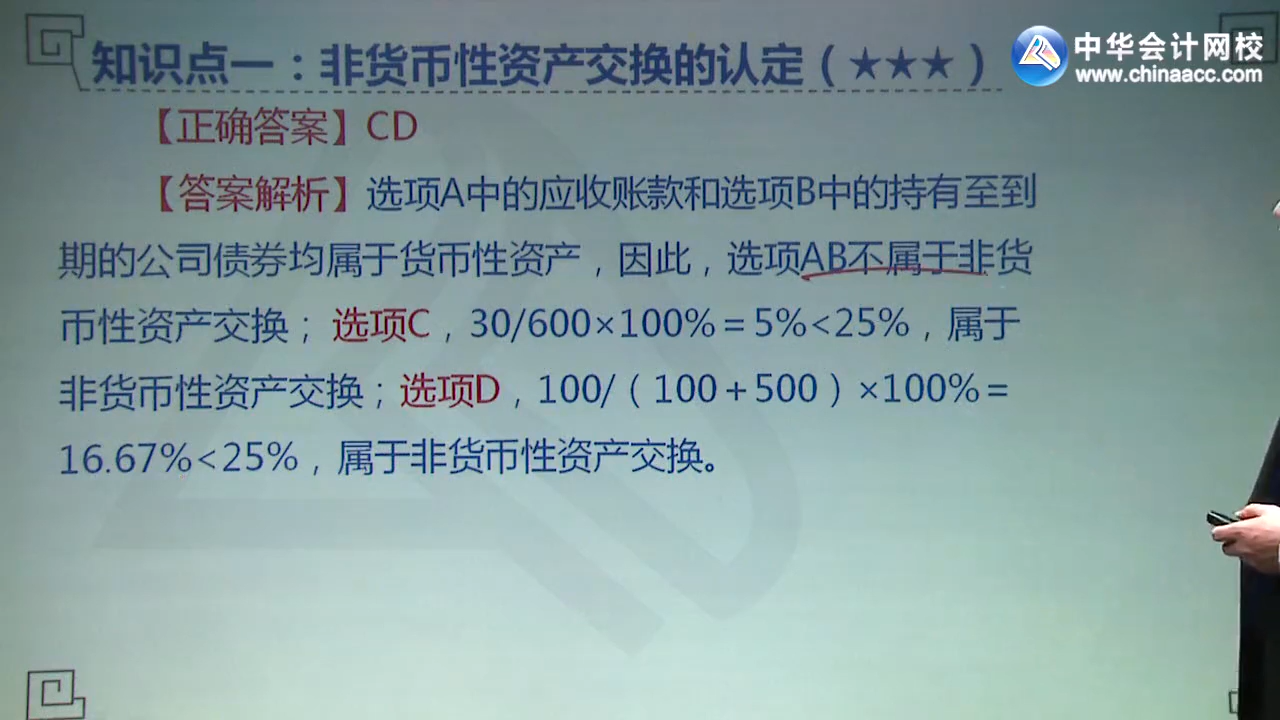 知识点一：非货币性资产交换的认定（★★★）
中华会计网校
www.chinaacc.com
【正确答案】CD
【答案解析】选项A中的应收账款和选项B中的持有至到
期的公司债券均属于货币性资产，因此，选项AB不属于非货
币性资产交换；选项C，30/600×100%＝5%<25%，属于
非货币性资产交换；选项D，100/（100＋500）×100%＝
16.67%<25%，属于非货币性资产交换。